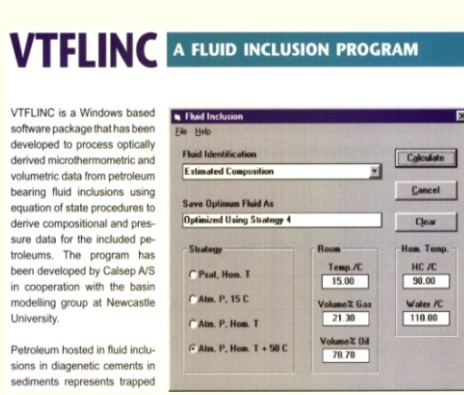 VTFLINC A FLUID INCLUSION PROGRAM
VTFLINC is a Windows based
software package that has been
developed to process optically
derived microthermometric and
volumetric data from petroleum
bearing fluid inclusions using
equation of state procedures to
derive compositional and pres-
sure data for the included pe-
troleums. The program has
been developed by Calsep A/S
in cooperation with the basin
modelling group at Newcastle
University.
Petroleum hosted in fluid inclu-
sions in diagenetic cements in
sediments represents trapped
Fluid Inclusion
File Help
Fluid Identification
Estimated Composition
Calculate
Cancel
Save Optimum Fluid As
Optimized Using Strategy 4
Clear
Strategy
Psat, Hom. T
Atm. P, 15 C
Atm. P, Hom. T
Atm. P, Hom. T + 50 C
Room
Temp. /C
15.00
Volume% Gas
21.30
Volume% Oil
78.70
Hom. Temp.
HC /C
90.00
Water /C
110.00